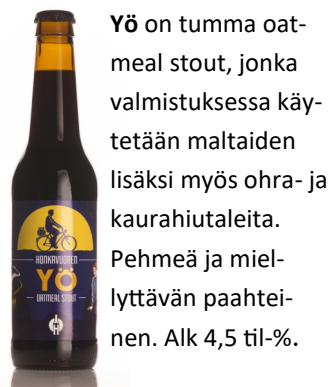 Yö on tumma oat-
meal stout, jonka
valmistuksessa käy-
tetään maltaiden
lisäksi myös ohra- ja
kaurahiutaleita.
Pehmeä ja miel-
lyttävän paahtei-
nen. Alk 4,5 til-%.
HONKAVUOREN
YÖ
OATMEAL STOUT